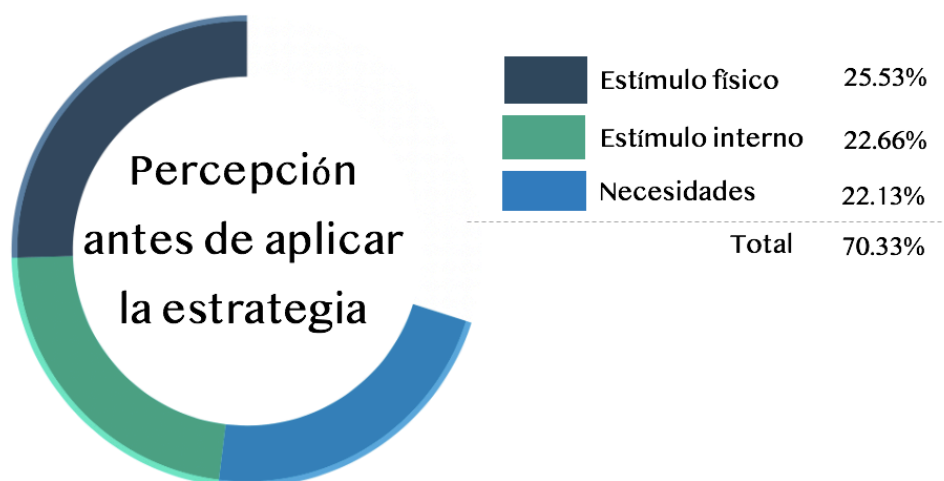 Percepción
antes de aplicar
la estrategia
Estímulo físico 25.53%
Estímulo interno 22.66%
Necesidades 22.13%
Total 70.33%